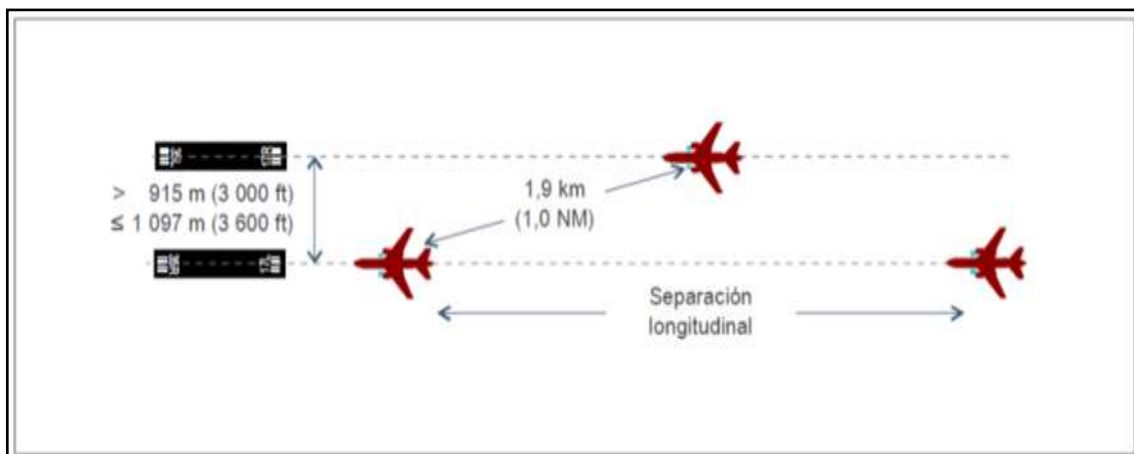 > 915 m (3 000 ft)
≤ 1 097 m (3 600 ft)
1,9 km
(1,0 NM)
Separación
longitudinal